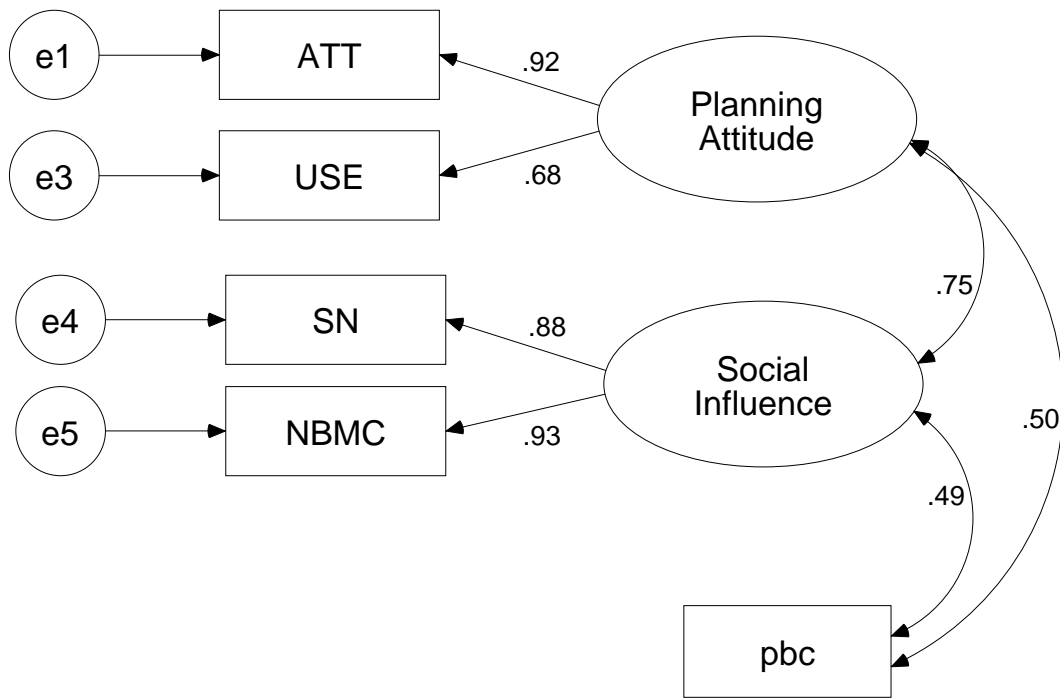 e1
ATT
.92
Planning
Attitude
e3
USE
.68
.75
e4
SN
.88
Social
Influence
e5
NBMC
.93
.50
.49
pbc